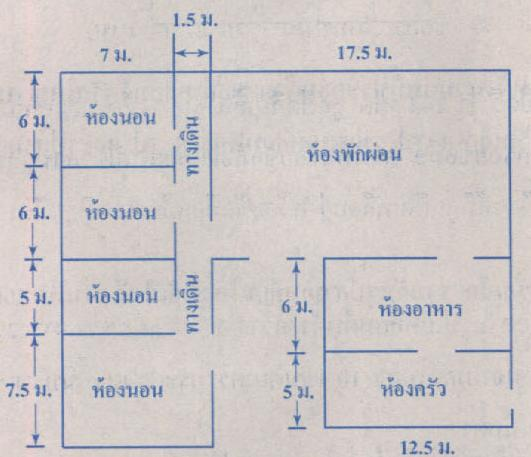 1.5 ม.
7 ม.
17.5 ม.
6 ม.
ห้องนอน
ทางเดิน
ห้องพักผ่อน
6 ม.
ห้องนอน
5 ม.
ห้องนอน
ทางเดิน
6 ม.
ห้องอาหาร
7.5 ม.
ห้องนอน
5 ม.
ห้องครัว
12.5 ม.